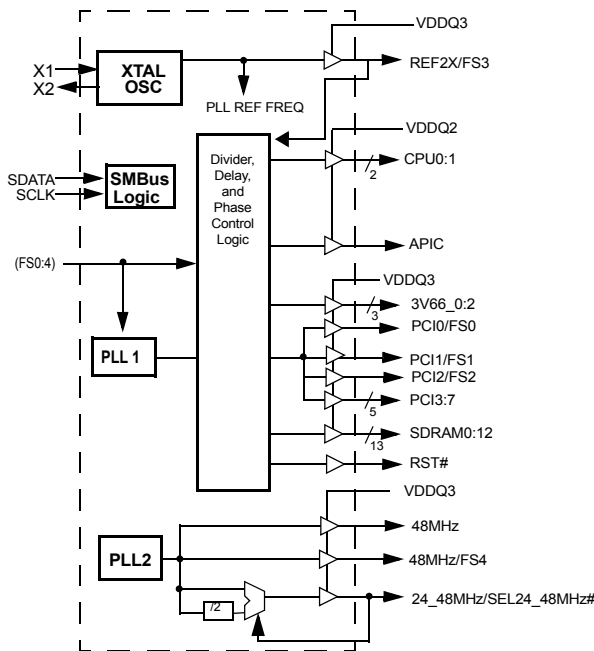 VDDQ3
X1
X2
XTAL
OSC
REF2X/FS3
PLL REF FREQ
VDDQ2
Divider,
Delay,
and
Phase
Control
Logic
CPU0:1
2
SDATA
SCLK
SMBus
Logic
APIC
(FS0:4)
VDDQ3
3V66_0:2
3
PCI0/FS0
PLL 1
PCI1/FS1
PCI2/FS2
PCI3:7
5
SDRAM0:12
13
RST#
VDDQ3
48MHz
PLL2
48MHz/FS4
/2
24_48MHz/SEL24_48MHz#